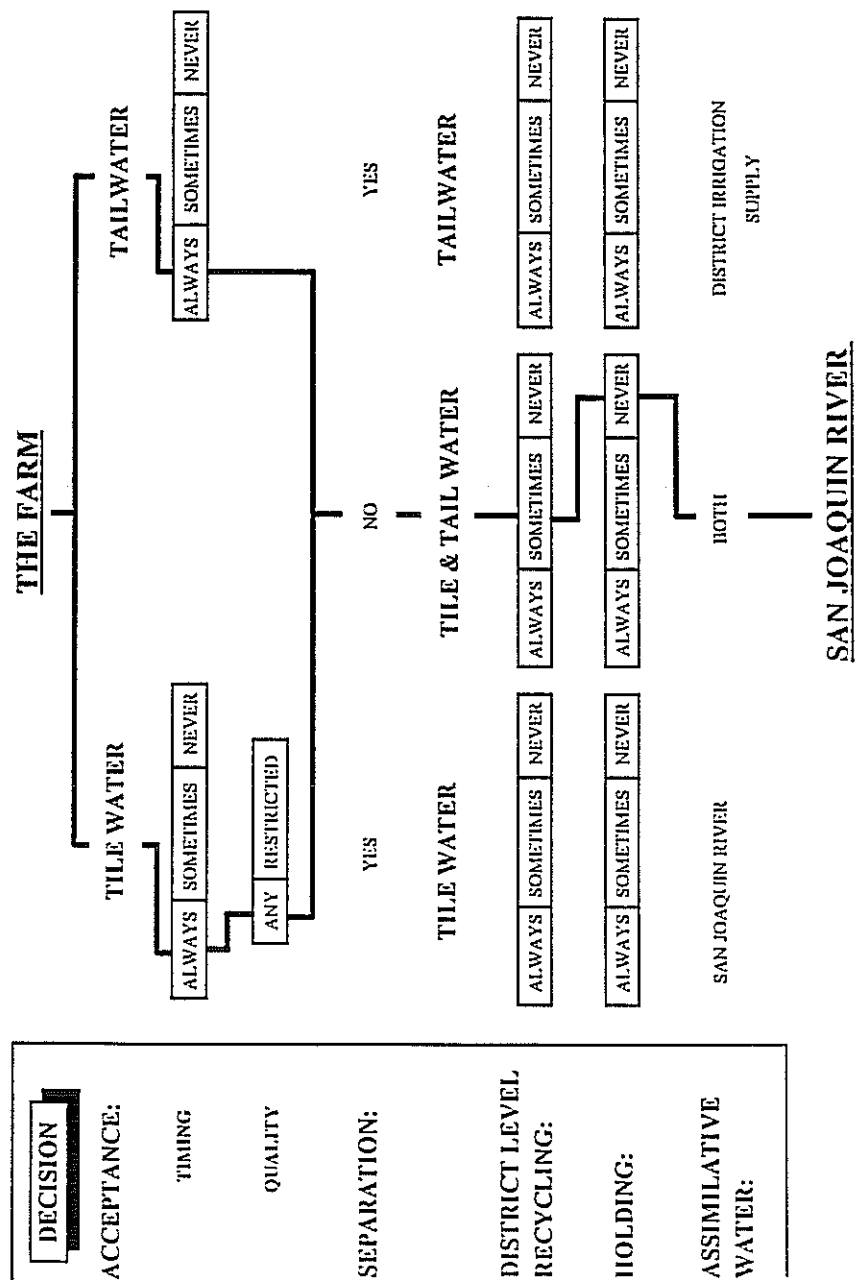 THE FARM
DECISION
ACCEPTANCE:
TILE WATER
TAILWATER
TIMING
ALWAYS SOMETIMES NEVER
ALWAYS SOMETIMES NEVER
QUALITY
ANY RESTRICTED
SEPARATION:
YES
NO
YES
TILE WATER
TILE & TAIL WATER
TAILWATER
DISTRICT LEVEL
RECYCLING:
ALWAYS SOMETIMES NEVER
ALWAYS SOMETIMES NEVER
ALWAYS SOMETIMES NEVER
HOLDING:
ALWAYS SOMETIMES NEVER
ALWAYS SOMETIMES NEVER
ALWAYS SOMETIMES NEVER
ASSIMILATIVE
WATER:
SAN JOAQUIN RIVER
BOTH
DISTRICT IRRIGATION
SUPPLY
SAN JOAQUIN RIVER